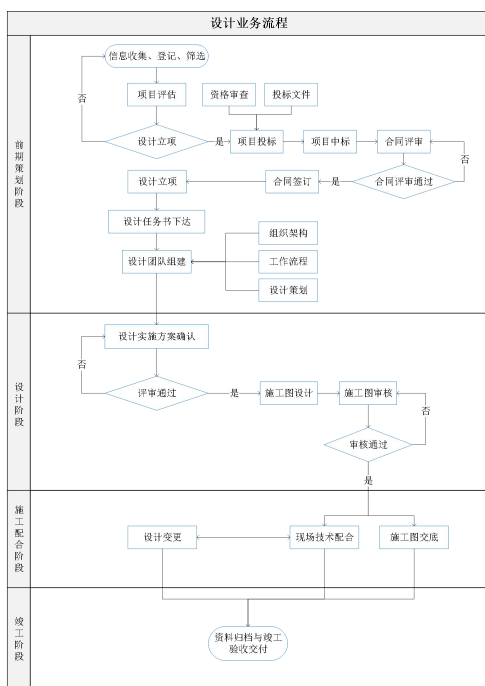 设计业务流程
前期策划阶段
信息收集、登记、筛选
否
项目评估
资格审查
投标文件
设计立项
是
项目投标
项目中标
合同评审
否
设计立项
合同签订
是
合同评审通过
设计任务书下达
组织架构
设计团队组建
工作流程
设计策划
设计阶段
设计实施方案确认
否
评审通过
是
施工图设计
施工图审核
否
审核通过
是
施工配合阶段
设计变更
现场技术配合
施工图交底
竣工阶段
资料归档与竣工
验收交付